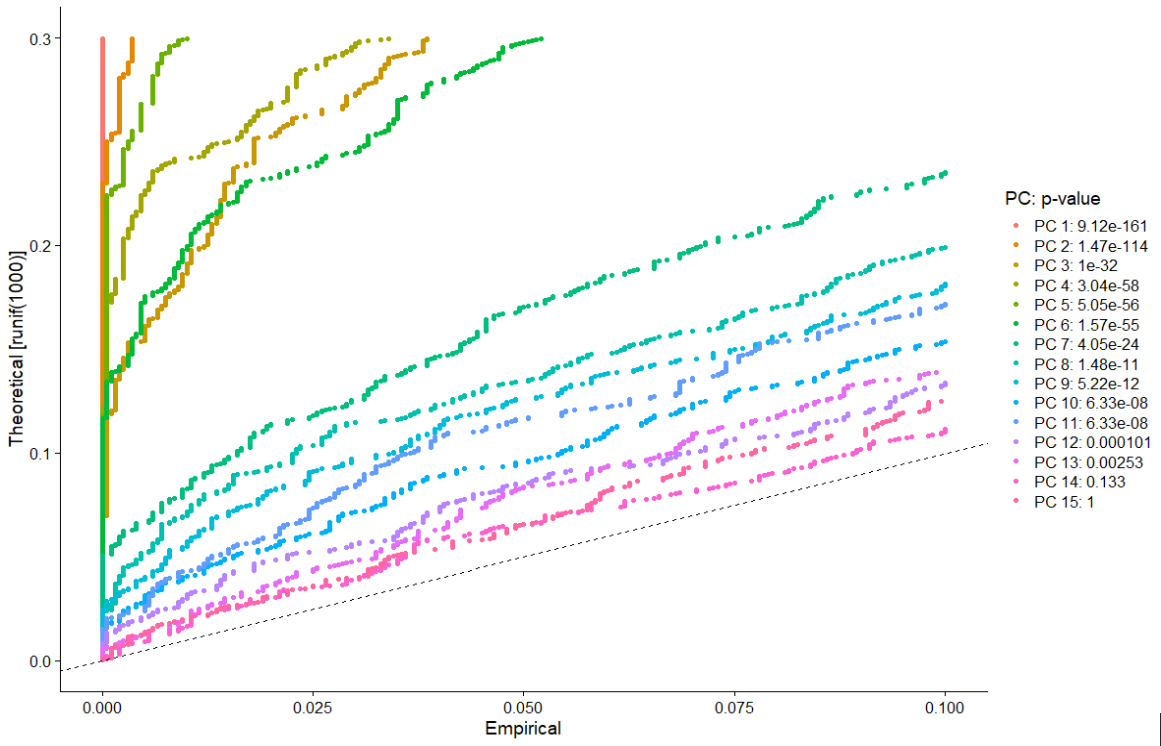 0.3
0.2
0.1
0.0
Theoretical [runif(1000)]
0.000
0.025
0.050
0.075
0.100
Empirical
PC: p-value
PC 1: 9.12e-161
PC 2: 1.47e-114
PC 3: 1e-32
PC 4: 3.04e-58
PC 5: 5.05e-56
PC 6: 1.57e-55
PC 7: 4.05e-24
PC 8: 1.48e-11
PC 9: 5.22e-12
PC 10: 6.33e-08
PC 11: 6.33e-08
PC 12: 0.000101
PC 13: 0.00253
PC 14: 0.133
PC 15: 1